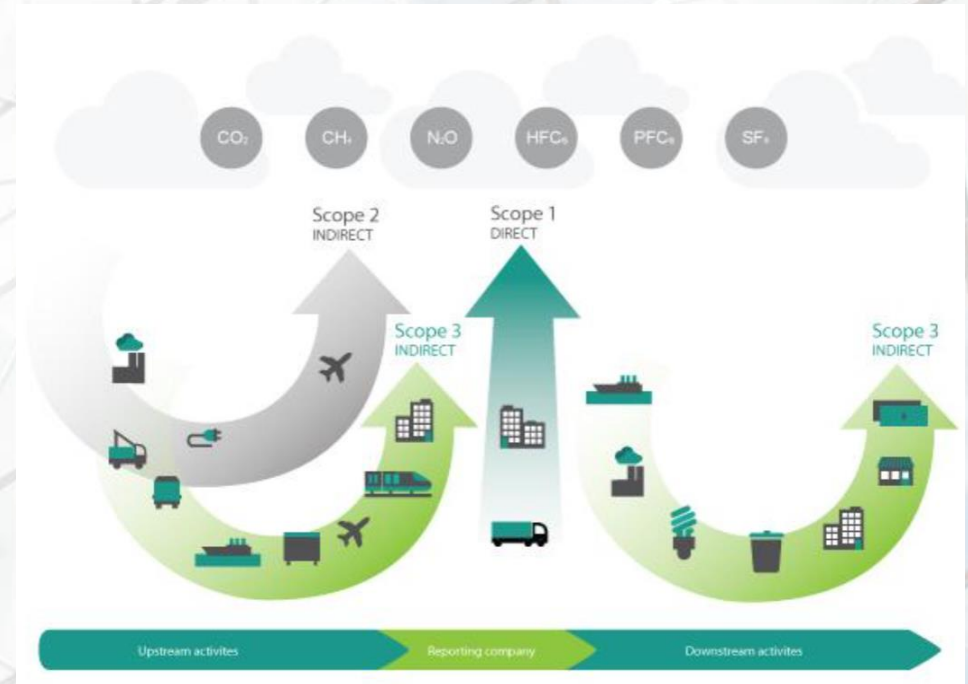 CO₂
CH₄
N₂O
HFCₛ
PFCₛ
SF₆
Scope 2
INDIRECT
Scope 1
DIRECT
Scope 3
INDIRECT
Scope 3
INDIRECT
Upstream activites
Reporting company
Downstream activites